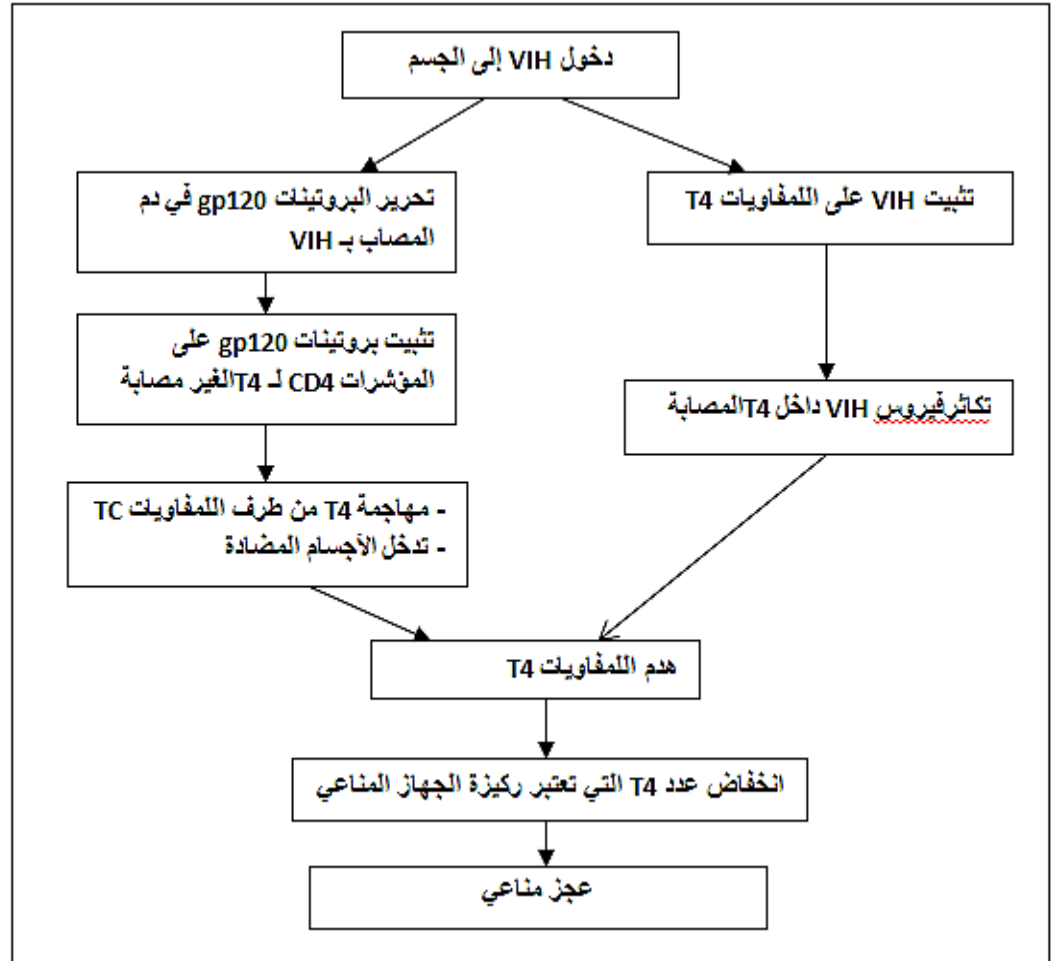 دخول VIH إلى الجسم
تثبيت VIH على اللمفاويات T4
تحرير البروتينات gp120 في دم
المصاب بـ VIH
تثبيت بروتينات gp120 على
المؤشرات CD4 لـ T4الغير مصابة
تكاثرفيروس VIH داخل T4المصابة
- مهاجمة T4 من طرف اللمفاويات TC
- تدخل الأجسام المضادة
هدم اللمفاويات T4
انخفاض عدد T4 التي تعتبر ركيزة الجهاز المناعي
عجز مناعي